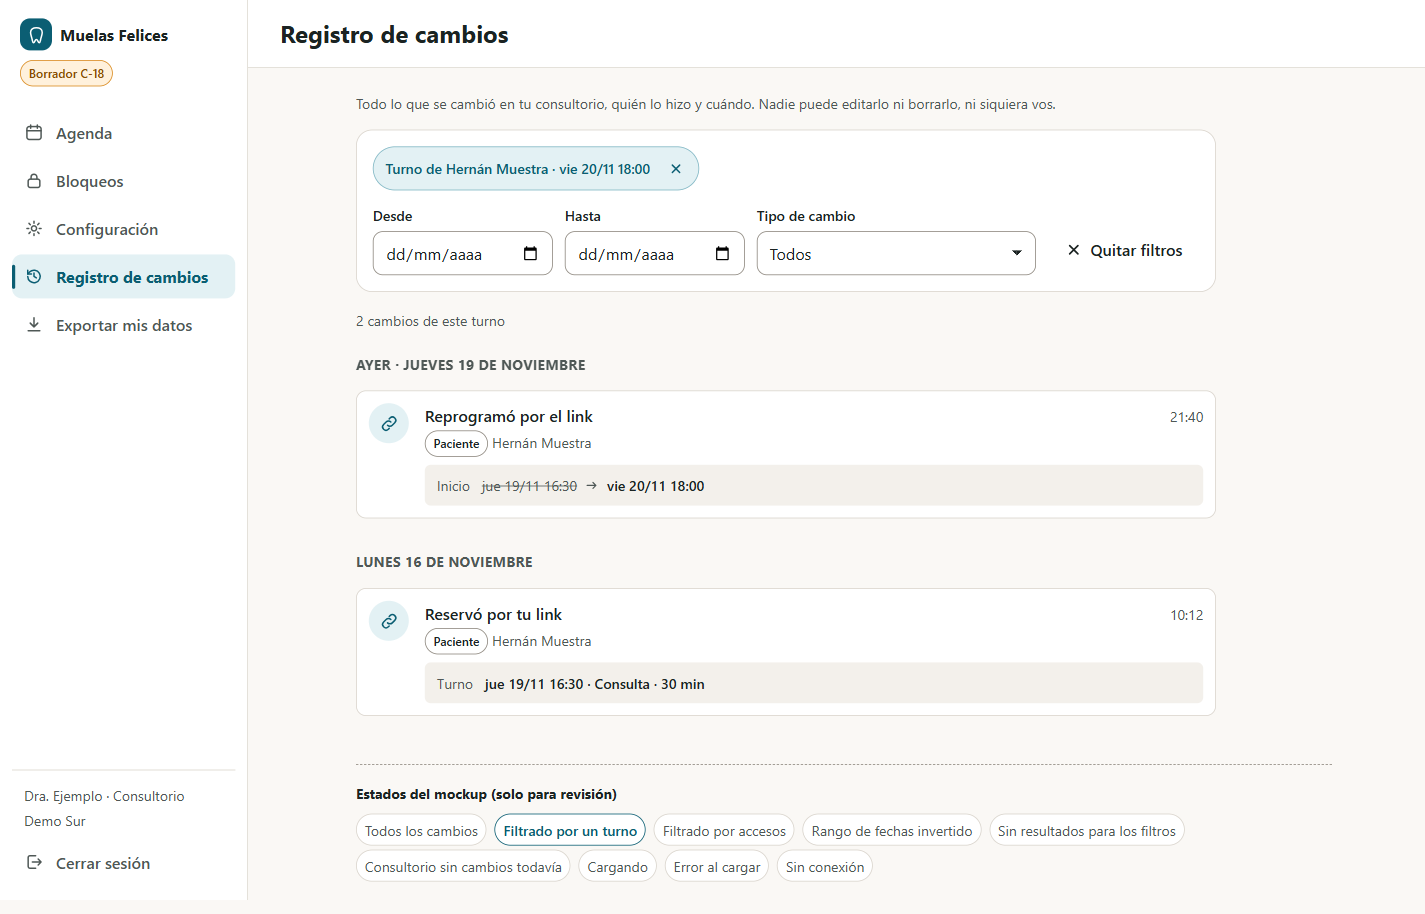 Muelas Felices
Borrador C-18
Agenda
Bloqueos
Configuración
Registro de cambios
Exportar mis datos
Dra. Ejemplo · Consultorio
Demo Sur
Cerrar sesión
Registro de cambios
Todo lo que se cambió en tu consultorio, quién lo hizo y cuándo. Nadie puede editarlo ni borrarlo, ni siquiera vos.
Turno de Hernán Muestra · vie 20/11 18:00 ✕
Desde Hasta Tipo de cambio
dd/mm/aaaa dd/mm/aaaa Todos ✕ Quitar filtros
2 cambios de este turno
AYER · JUEVES 19 DE NOVIEMBRE
Reprogramó por el link 21:40
Paciente Hernán Muestra
Inicio jue 19/11 16:30 → vie 20/11 18:00
LUNES 16 DE NOVIEMBRE
Reservó por tu link 10:12
Paciente Hernán Muestra
Turno jue 19/11 16:30 · Consulta · 30 min
Estados del mockup (solo para revisión)
Todos los cambios Filtrado por un turno Filtrado por accesos Rango de fechas invertido Sin resultados para los filtros
Consultorio sin cambios todavía Cargando Error al cargar Sin conexión